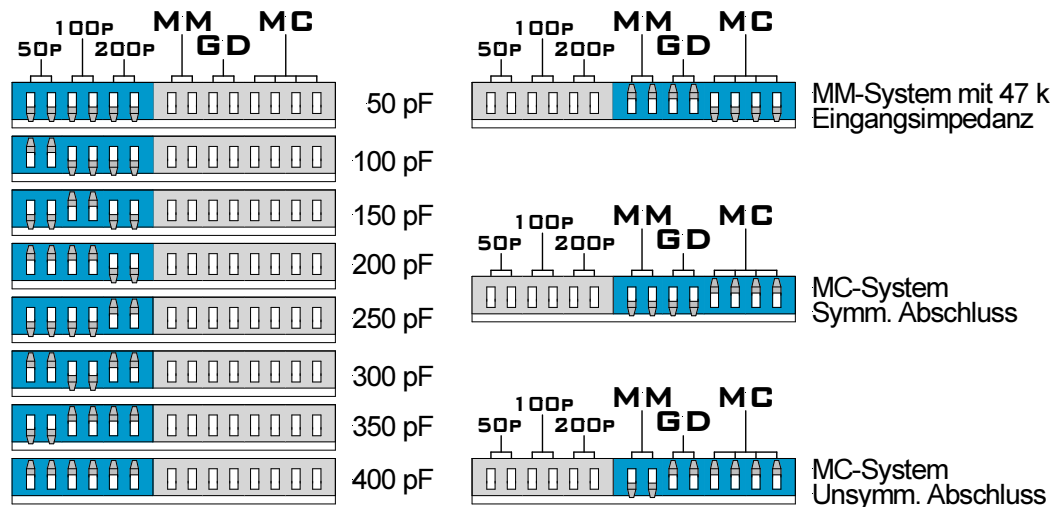 50P 100P 200P MM GD MC
50 pF
100 pF
150 pF
200 pF
250 pF
300 pF
350 pF
400 pF
50P 100P 200P MM GD MC
MM-System mit 47 k
Eingangsimpedanz
50P 100P 200P MM GD MC
MC-System
Symm. Abschluss
50P 100P 200P MM GD MC
MC-System
Unsymm. Abschluss